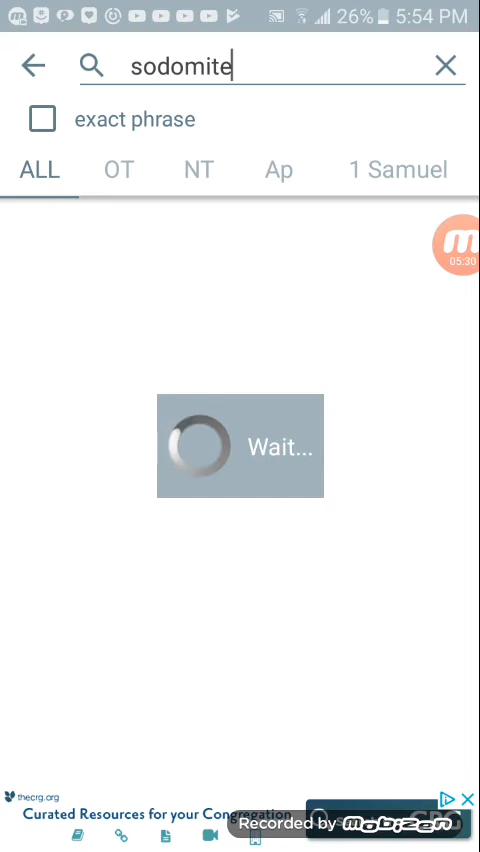 26% 5:54 PM
sodomite
exact phrase
ALL OT NT Ap 1 Samuel
05:30
Wait...
thecrg.org
Curated Resources for your Congregation
Recorded by mobizen